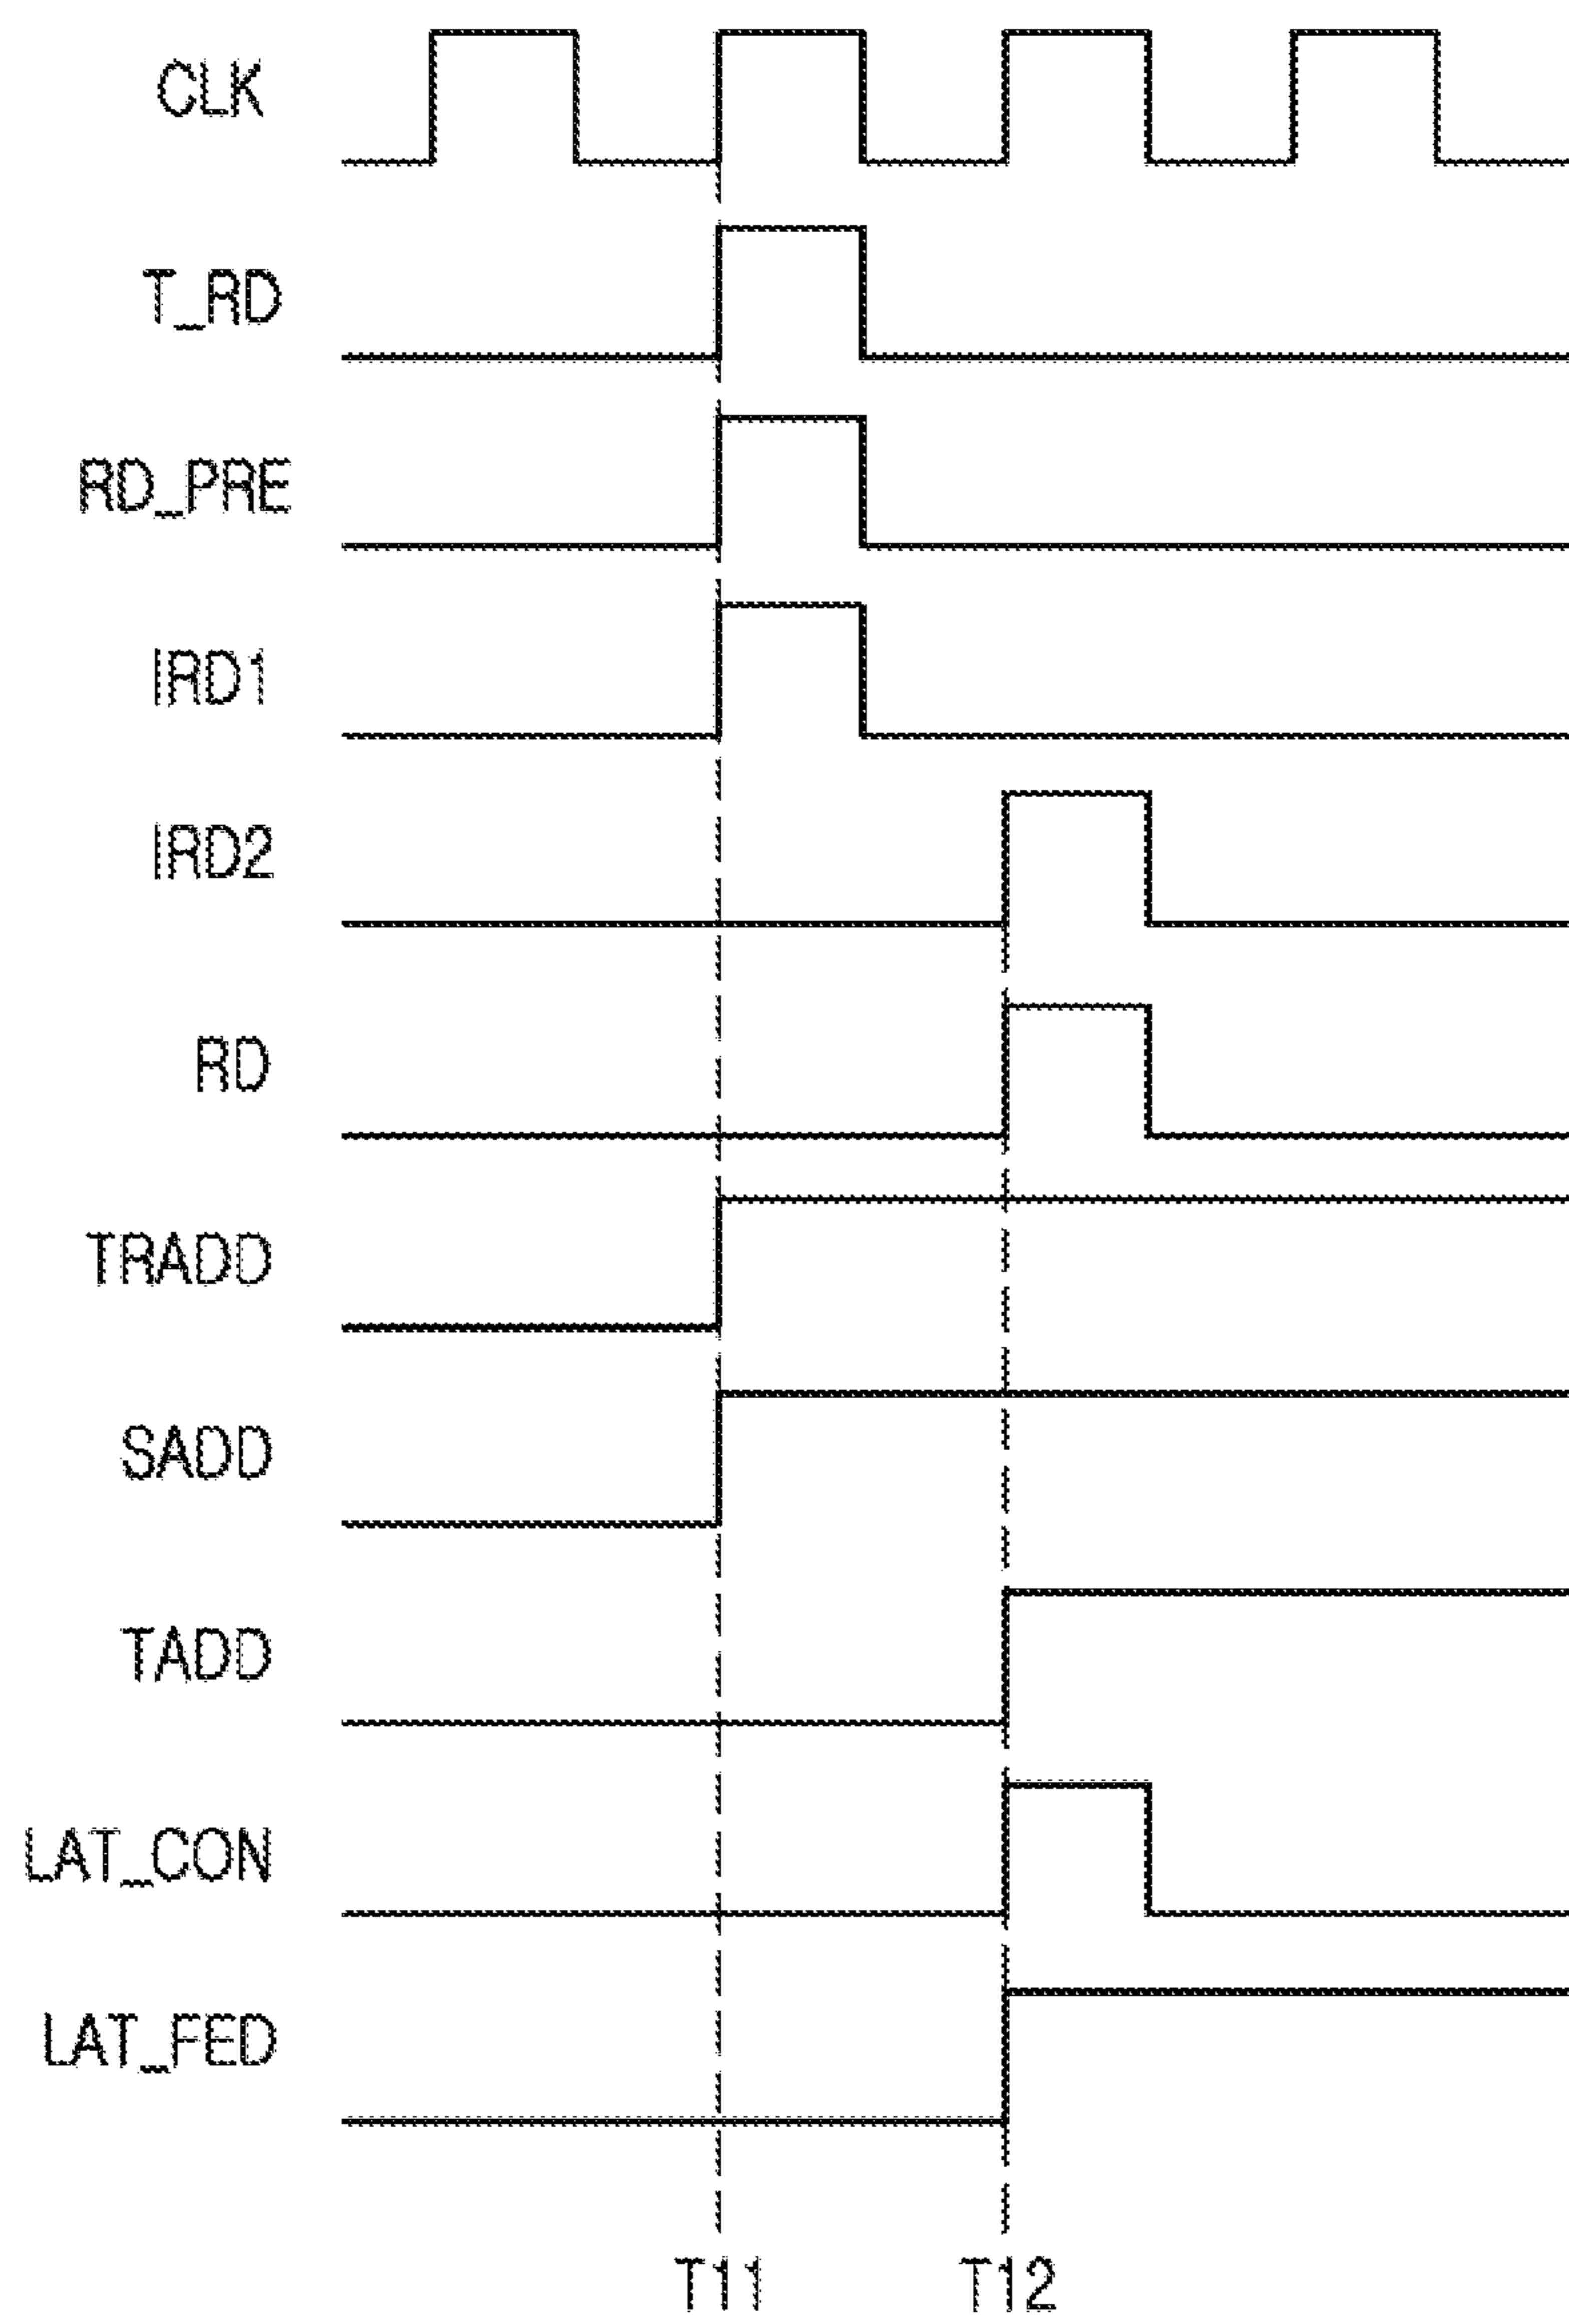 CLK
T_RD
RD_PRE
IRD1
IRD2
RD
TRADD
SADD
TADD
LAT_CON
LAT_FED
T11 T12